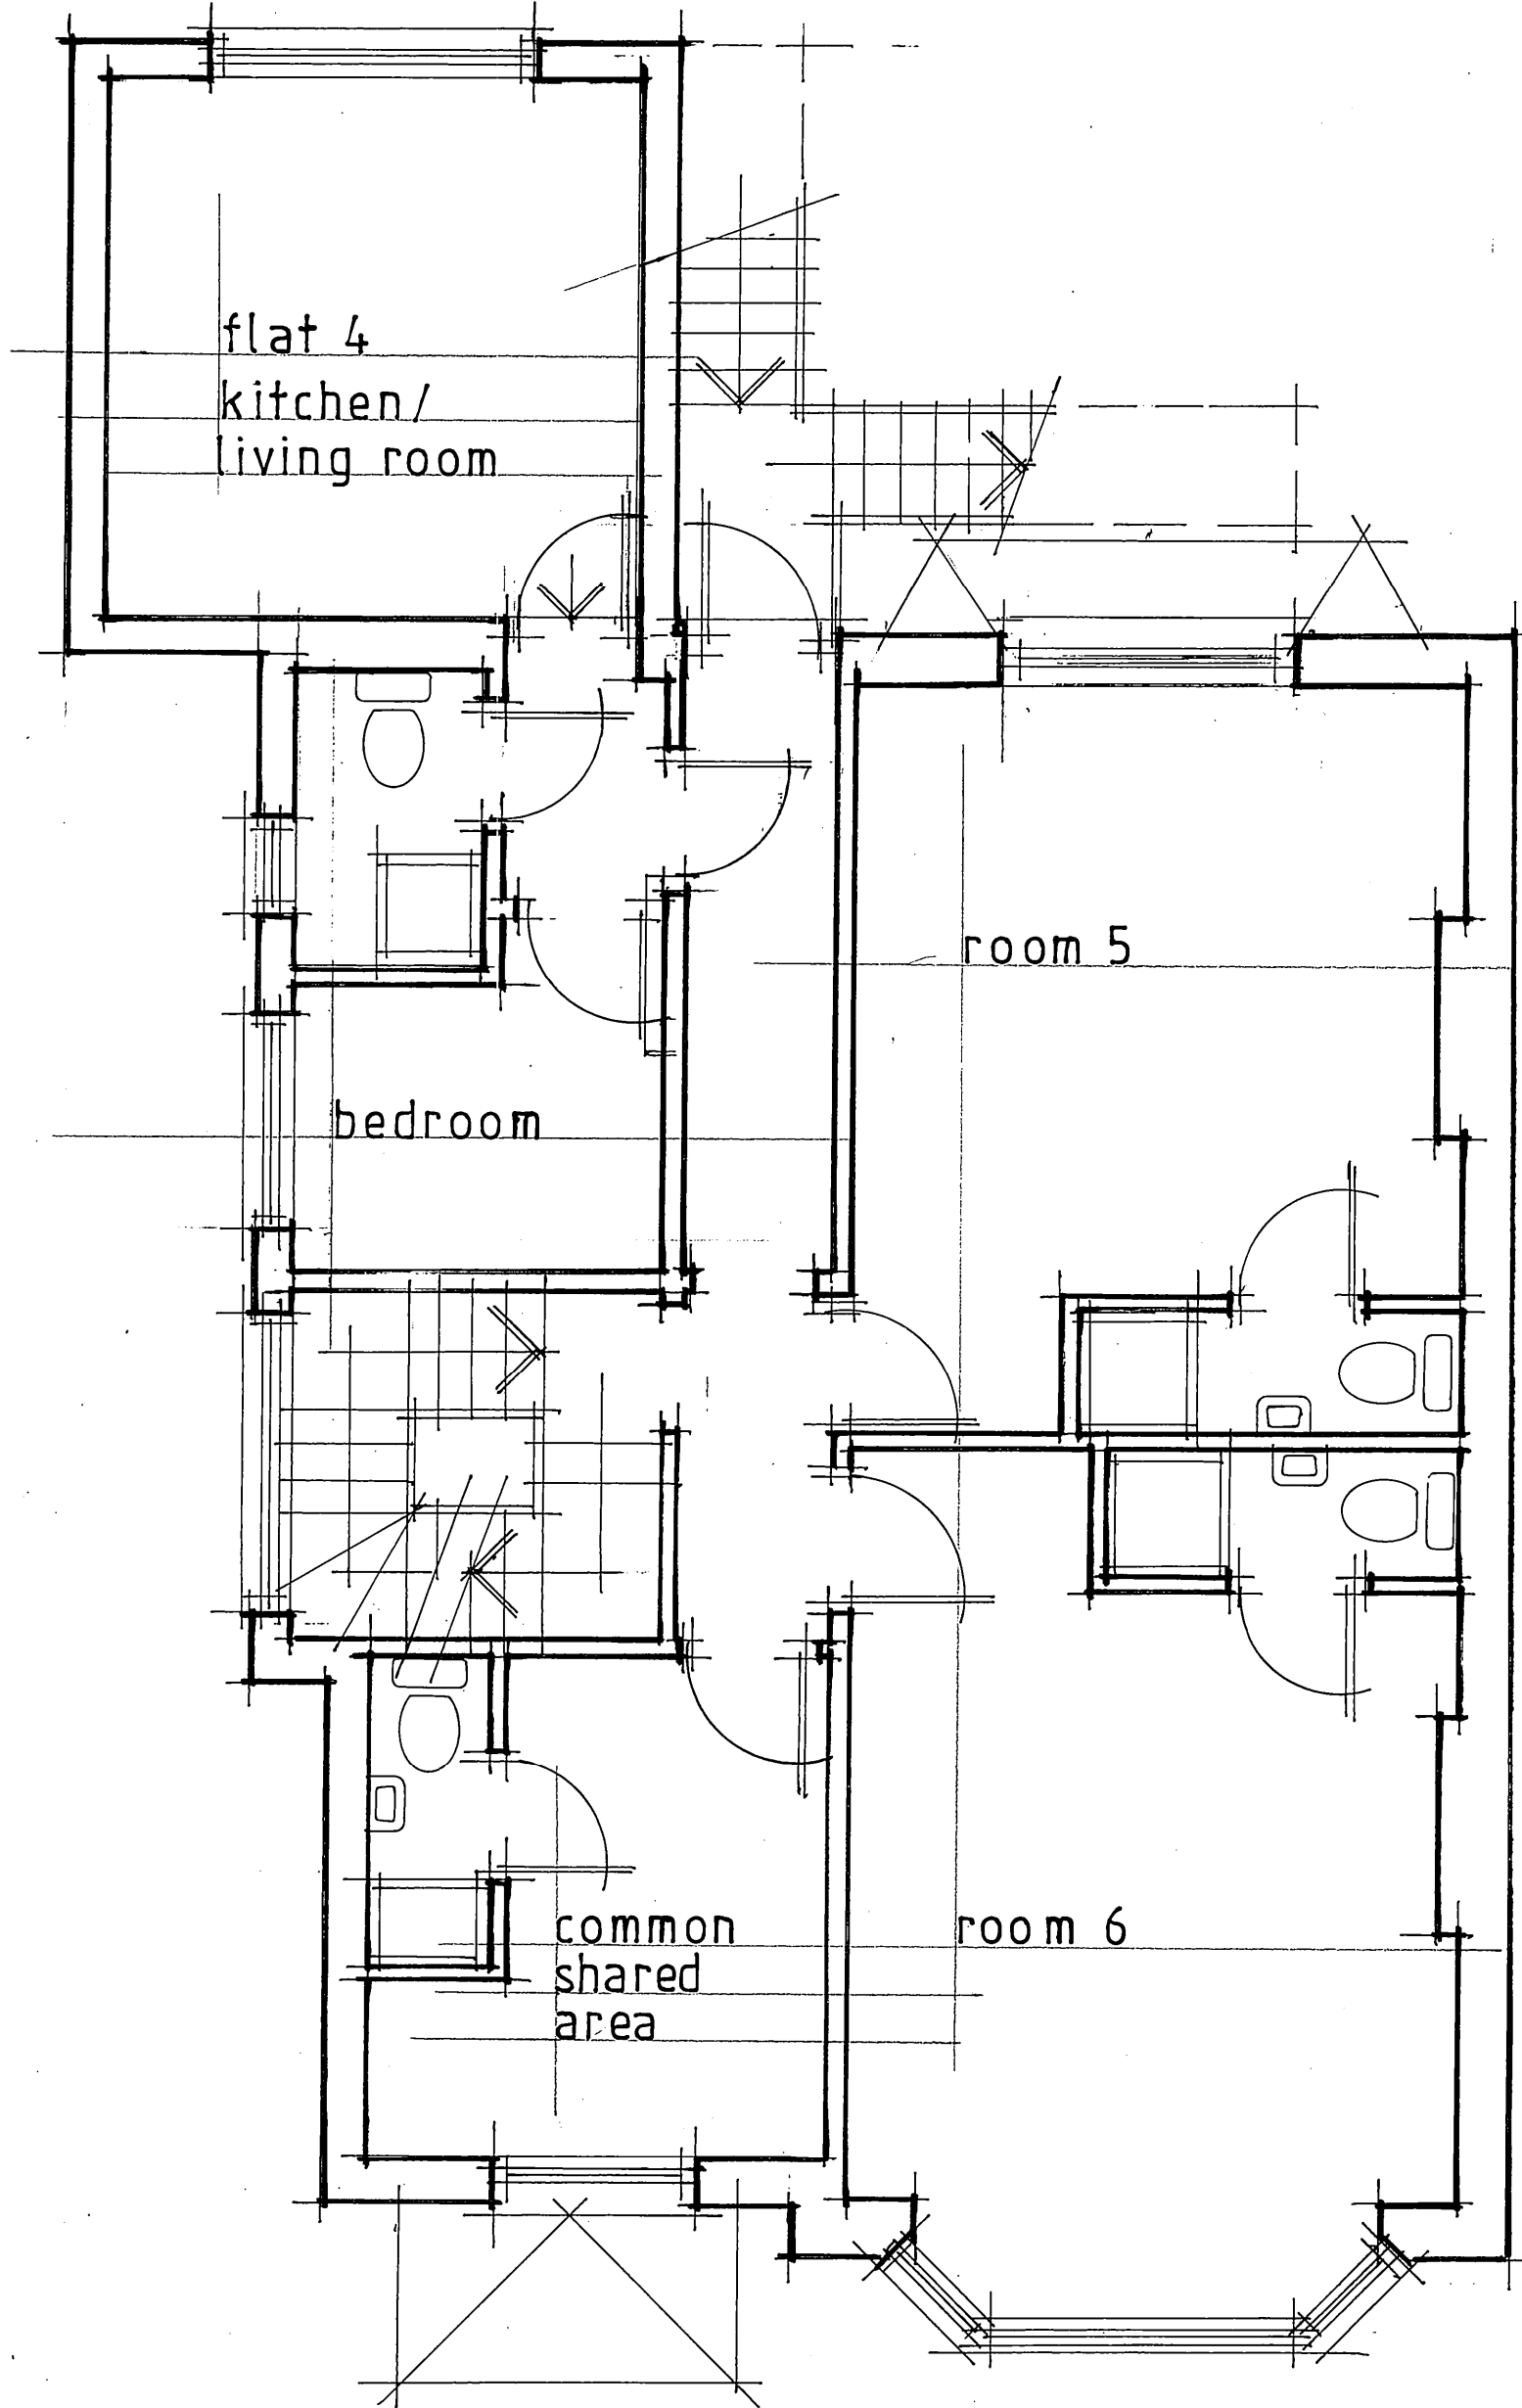 flat 4
kitchen/
living room
room 5
bedroom
common
shared
area
room 6